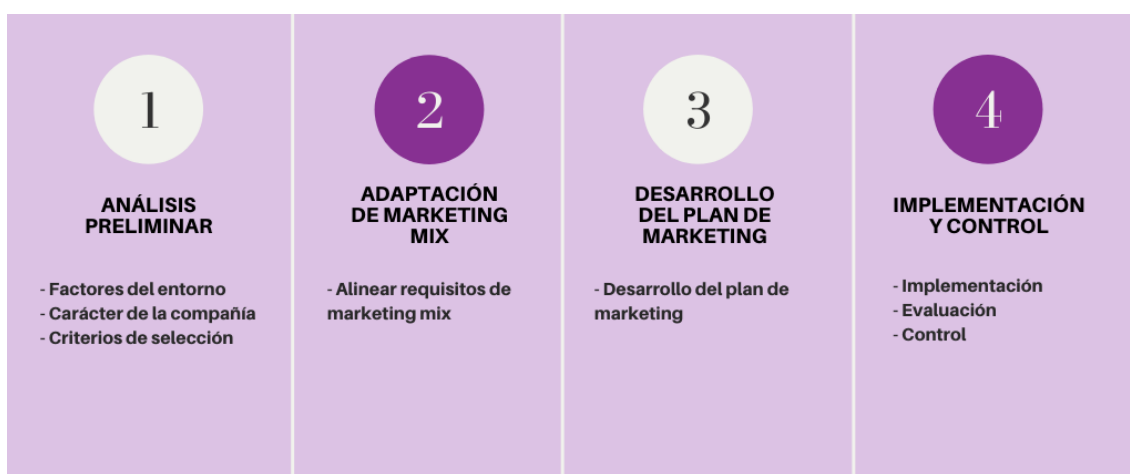 1
ANÁLISIS
PRELIMINAR
- Factores del entorno
- Carácter de la compañía
- Criterios de selección
2
ADAPTACIÓN
DE MARKETING
MIX
- Alinear requisitos de
marketing mix
3
DESARROLLO
DEL PLAN DE
MARKETING
- Desarrollo del plan de
marketing
4
IMPLEMENTACIÓN
Y CONTROL
- Implementación
- Evaluación
- Control